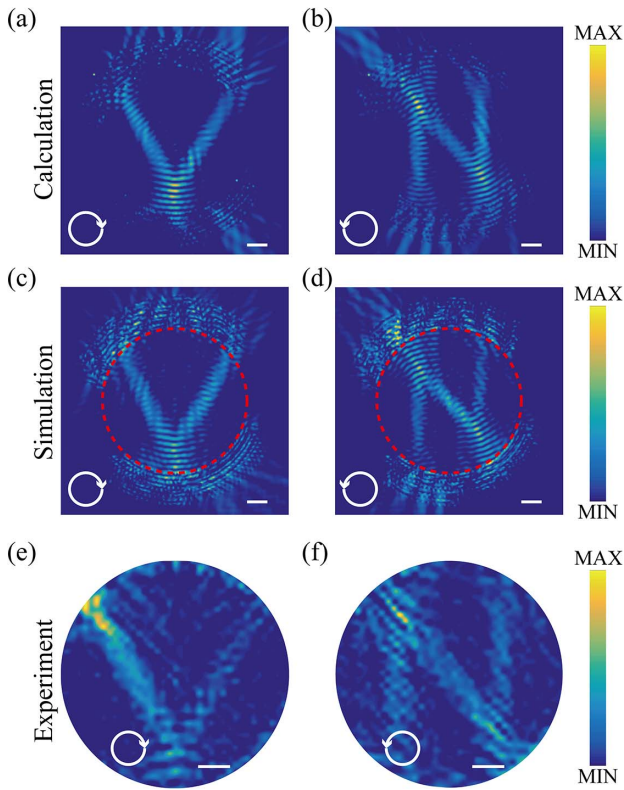 (a)
(b)
MAX
Calculation
MIN
(c)
(d)
MAX
Simulation
MIN
(e)
(f)
MAX
Experiment
MIN